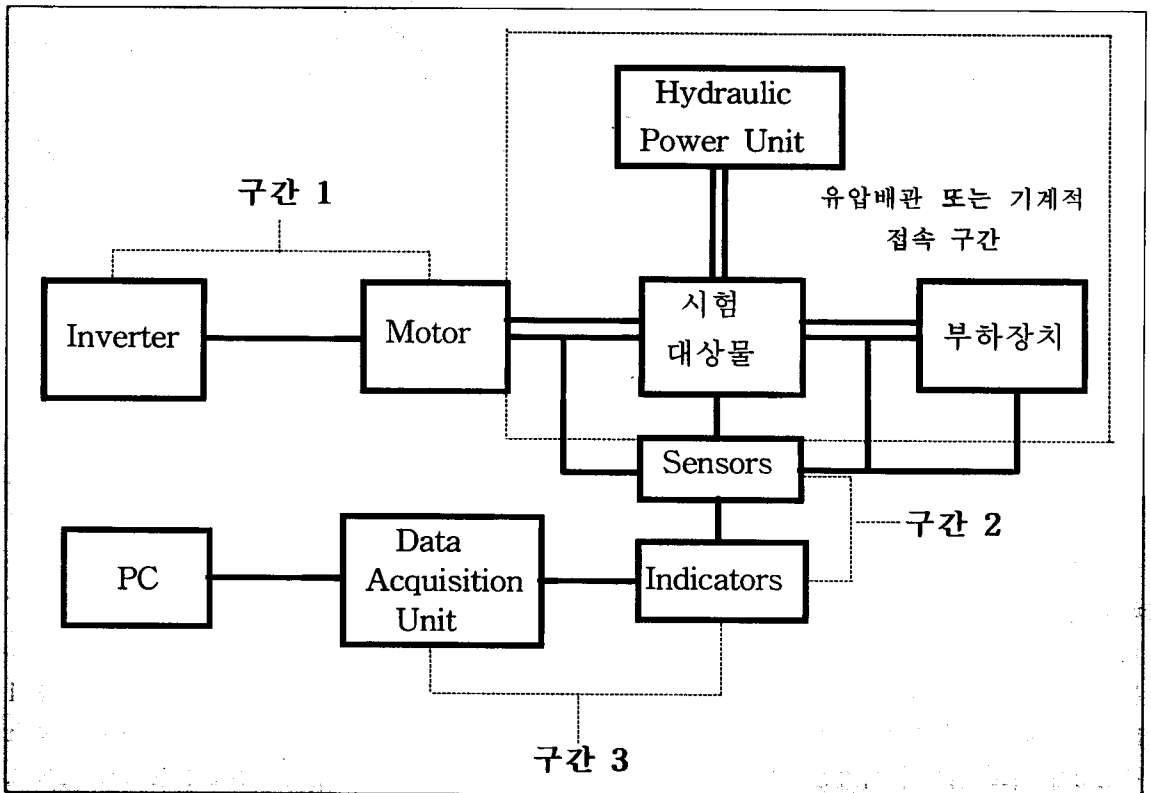 Hydraulic
Power Unit
구간 1
유압배관 또는 기계적
접속 구간
Inverter
Motor
시험
대상물
부하장치
Sensors
구간 2
PC
Data
Acquisition
Unit
Indicators
구간 3